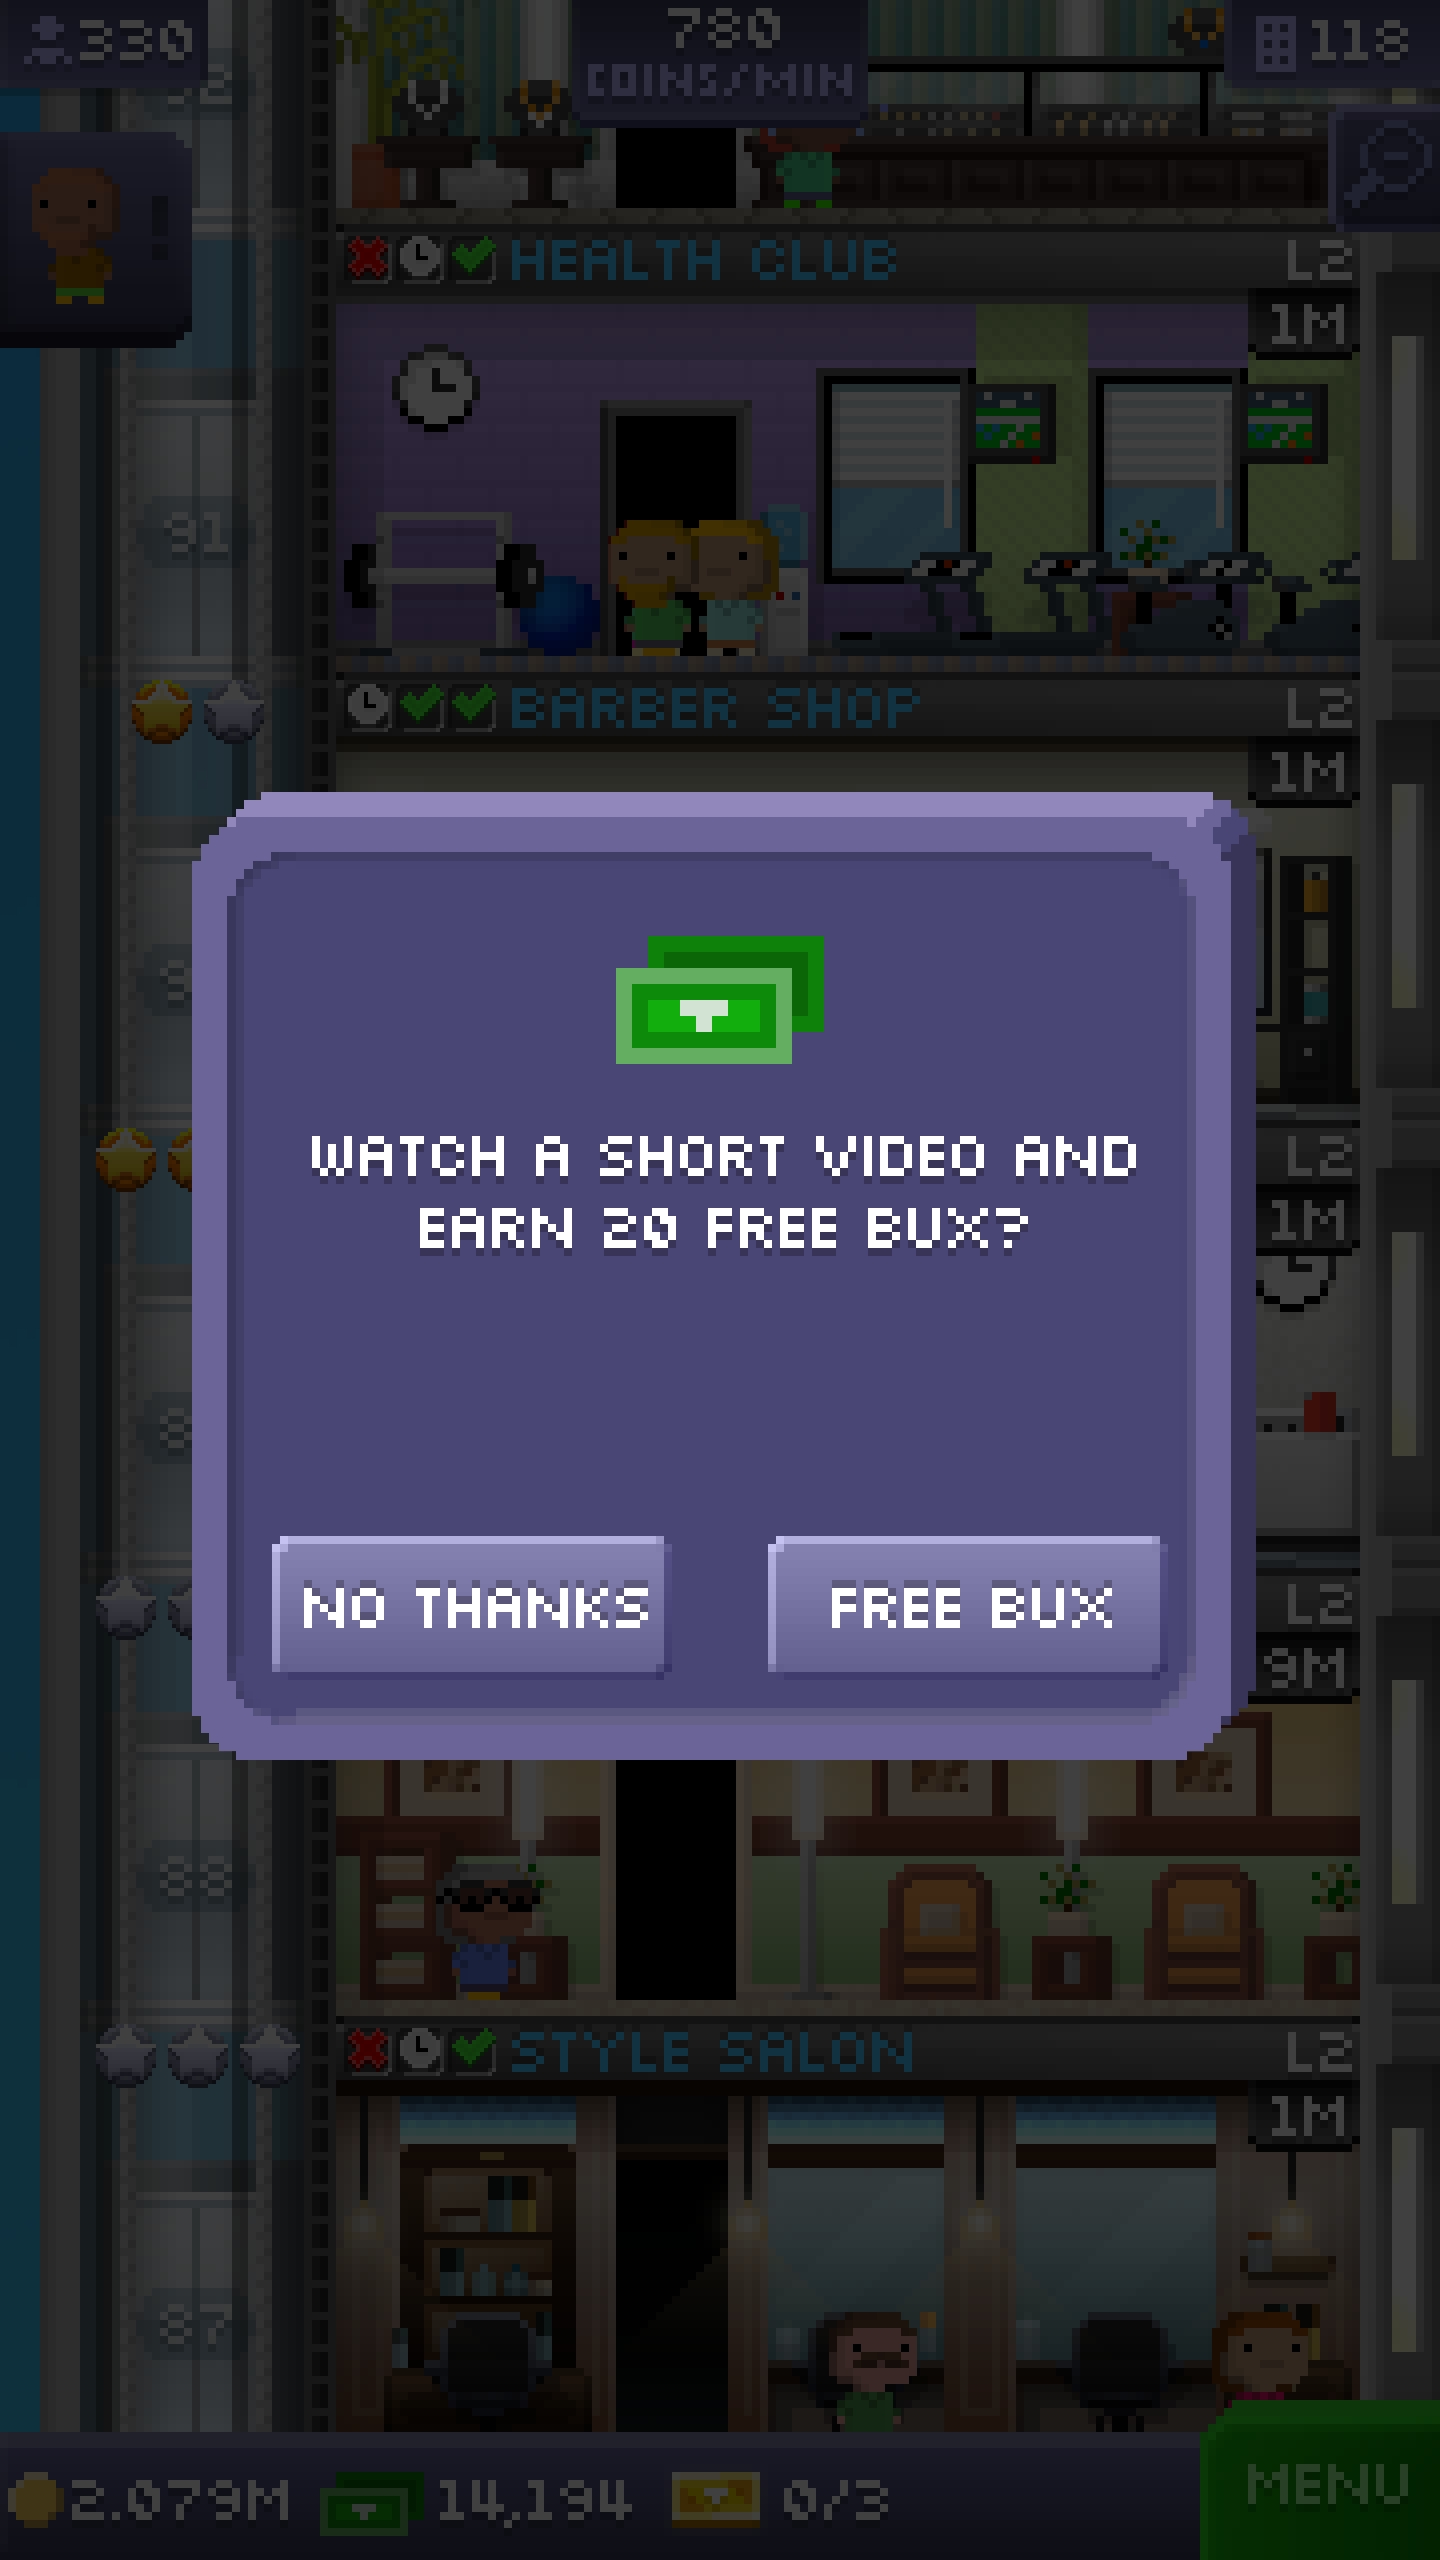 330
780
COINS/MIN
118
HEALTH CLUB
L2
1M
91
BARBER SHOP
L2
1M
WATCH A SHORT VIDEO AND
EARN 20 FREE BUX?
L2
1M
NO THANKS
FREE BUX
L2
9M
88
STYLE SALON
L2
1M
87
2.079M
14,194
0/3
MENU